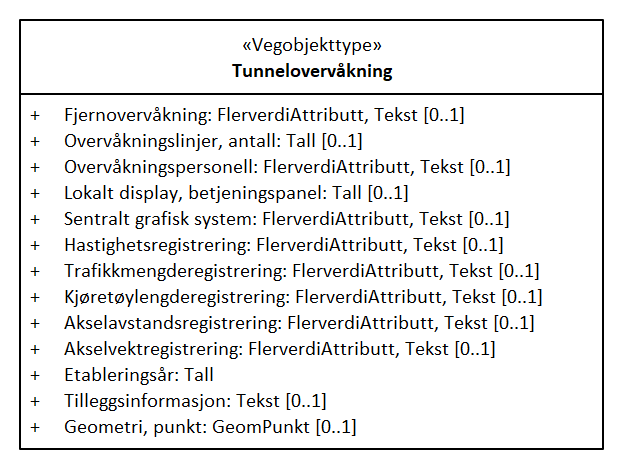 «Vegobjekttype»
Tunnelovervåkning
+ Fjernovervåkning: FlerverdiAttributt, Tekst [0..1]
+ Overvåkningslinjer, antall: Tall [0..1]
+ Overvåkningspersonell: FlerverdiAttributt, Tekst [0..1]
+ Lokalt display, betjeningspanel: Tall [0..1]
+ Sentralt grafisk system: FlerverdiAttributt, Tekst [0..1]
+ Hastighetsregistrering: FlerverdiAttributt, Tekst [0..1]
+ Trafikkmengderegistrering: FlerverdiAttributt, Tekst [0..1]
+ Kjøretøylengderegistrering: FlerverdiAttributt, Tekst [0..1]
+ Akselavstandsregistrering: FlerverdiAttributt, Tekst [0..1]
+ Akselvektregistrering: FlerverdiAttributt, Tekst [0..1]
+ Etableringsår: Tall
+ Tilleggsinformasjon: Tekst [0..1]
+ Geometri, punkt: GeomPunkt [0..1]